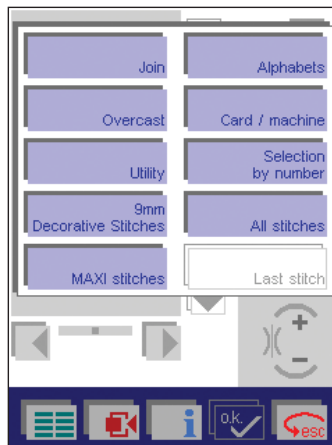 Join
Alphabets
Overcast
Card / machine
Utility
Selection
by number
9mm
Decorative Stitches
All stitches
MAXI stitches
Last stitch
+
−
i
o.k.
esc